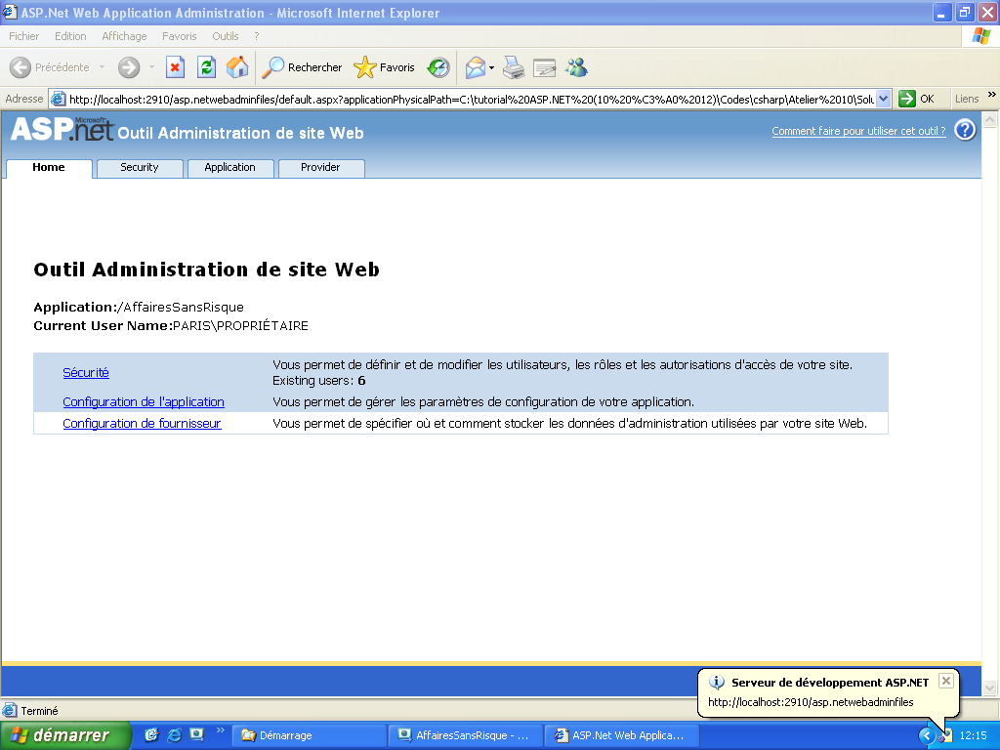 ASP.Net Web Application Administration - Microsoft Internet Explorer
Fichier Edition Affichage Favoris Outils ?
Précédente Rechercher Favoris
Adresse http://localhost:2910/asp.netwebadminfiles/default.aspx?applicationPhysicalPath=C:\tutorial%20ASP.NET%20(10%20%C3%A0%2012)\Codes\csharp\Atelier%2010\Solu OK Liens »
Microsoft
ASP.net Outil Administration de site Web Comment faire pour utiliser cet outil ? ?
Home Security Application Provider
Outil Administration de site Web
Application:/AffairesSansRisque
Current User Name:PARIS\PROPRIÉTAIRE
Sécurité Vous permet de définir et de modifier les utilisateurs, les rôles et les autorisations d'accès de votre site.
Existing users: 6
Configuration de l'application Vous permet de gérer les paramètres de configuration de votre application.
Configuration de fournisseur Vous permet de spécifier où et comment stocker les données d'administration utilisées par votre site Web.
Serveur de développement ASP.NET
http://localhost:2910/asp.netwebadminfiles
Terminé
démarrer » Démarrage AffairesSansRisque - ... ASP.Net Web Applica... 12:15